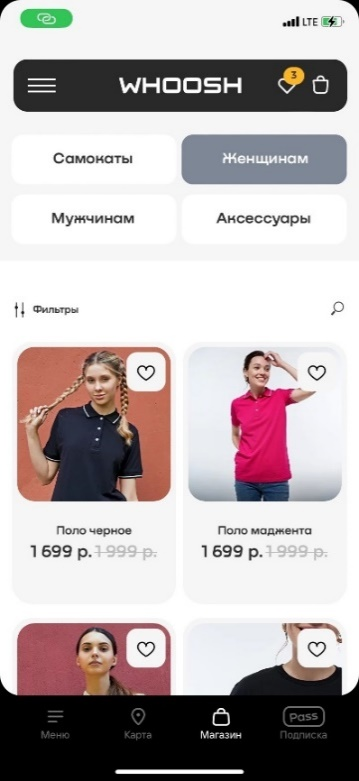 LTE
WHOOSH
3
Самокаты
Женщинам
Мужчинам
Аксессуары
Фильтры
Поло черное
1 699 р. 1 999 р.
Поло маджента
1 699 р. 1 999 р.
Меню
Карта
Магазин
Pass
Подписка